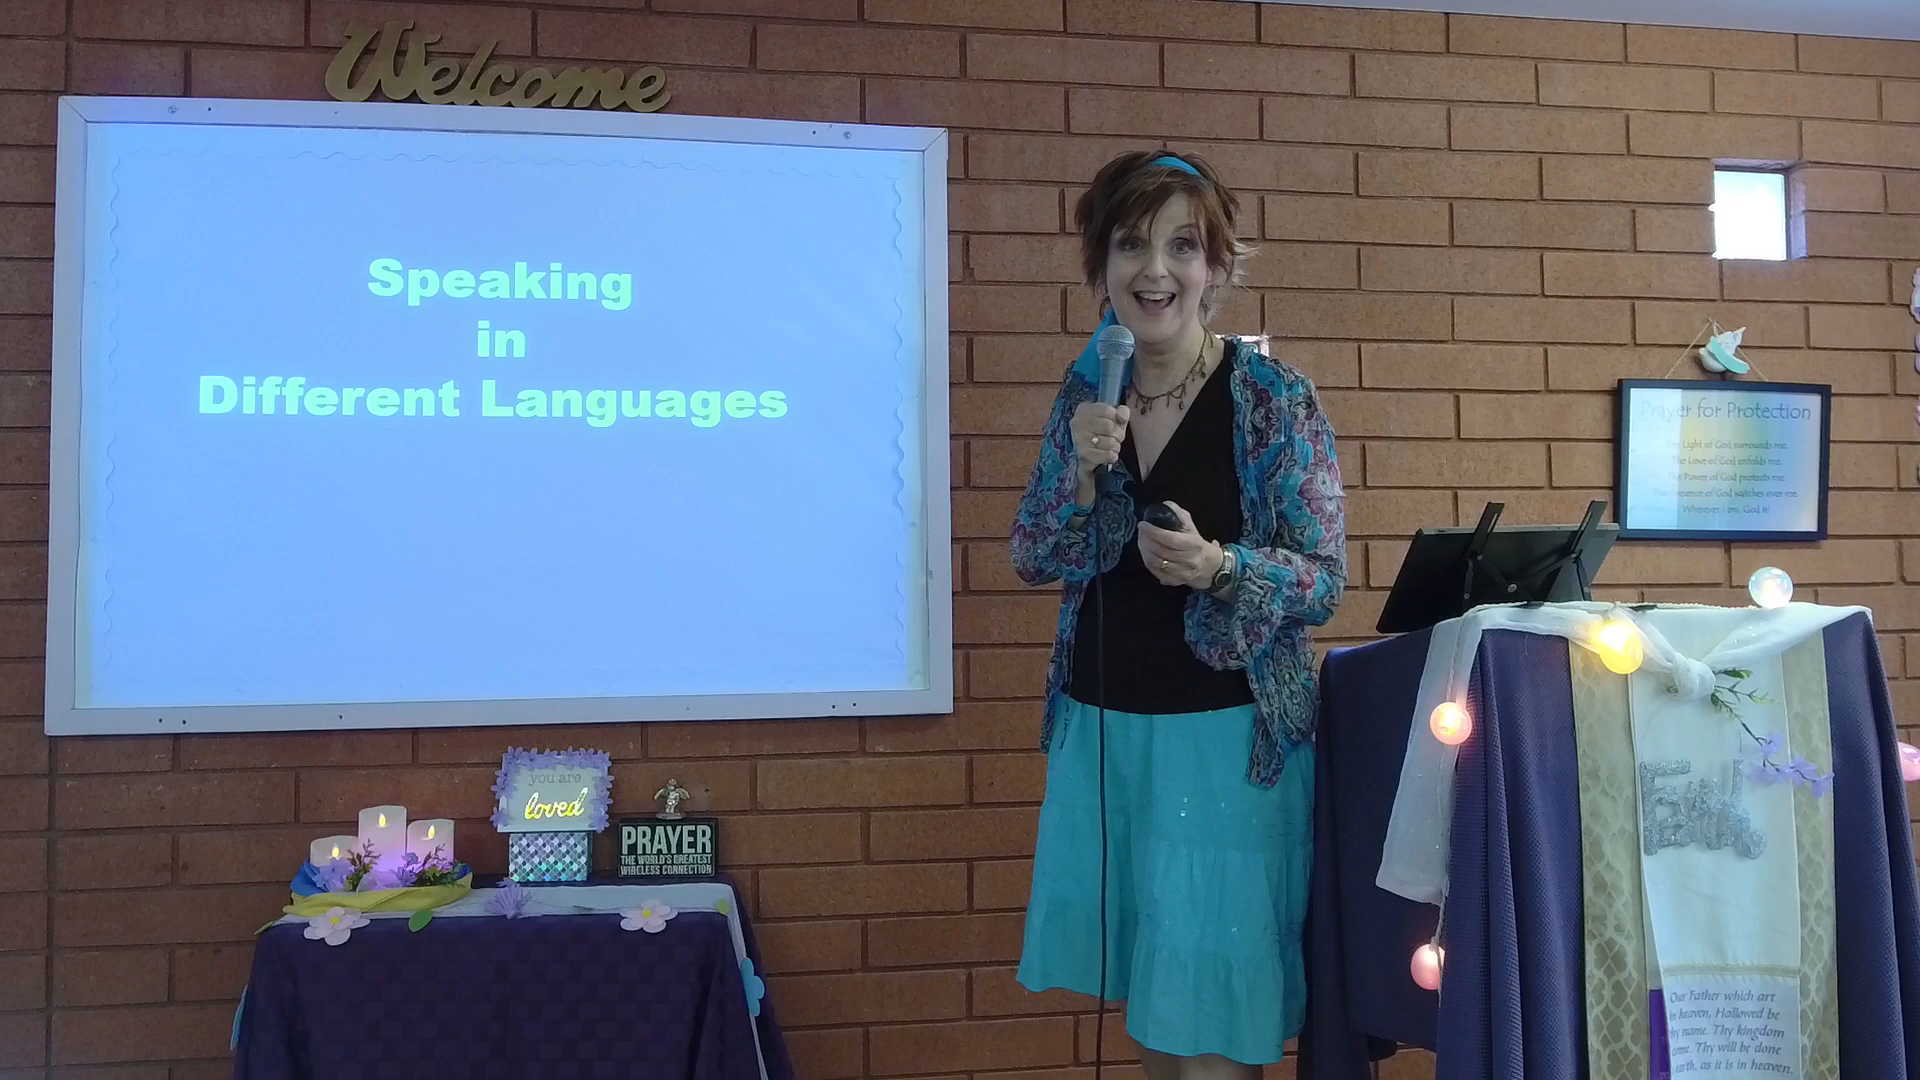 Welcome
Speaking
in
Different Languages
Prayer for Protection
The Light of God surrounds me.
The Love of God enfolds me.
The Power of God protects me.
The Presence of God watches over me.
Wherever I am, God is!
you are
loved
PRAYER
THE WORLD'S GREATEST
WIRELESS CONNECTION
Faith
Our Father which art
in heaven, Hallowed be
thy name. Thy kingdom
come. Thy will be done
earth, as it is in heaven.